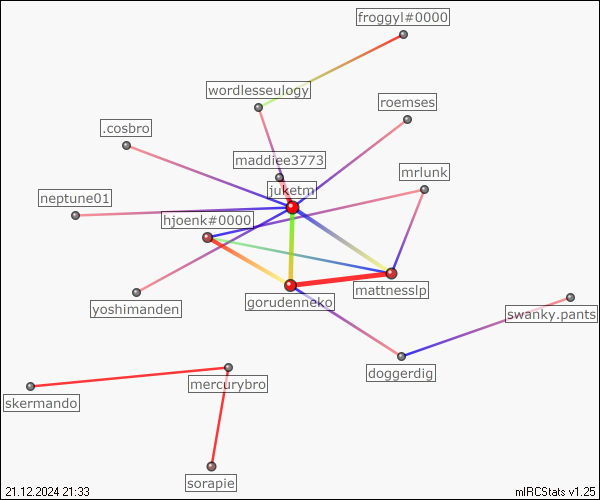 froggyl#0000
wordlesseulogy
roemses
.cosbro
maddiee3773
mrlunk
juketm
neptune01
hjoenk#0000
yoshimanden
gorudenneko
mattnesslp
swanky.pants
doggerdig
mercurybro
skermando
sorapie
21.12.2024 21:33
mIRCStats v1.25